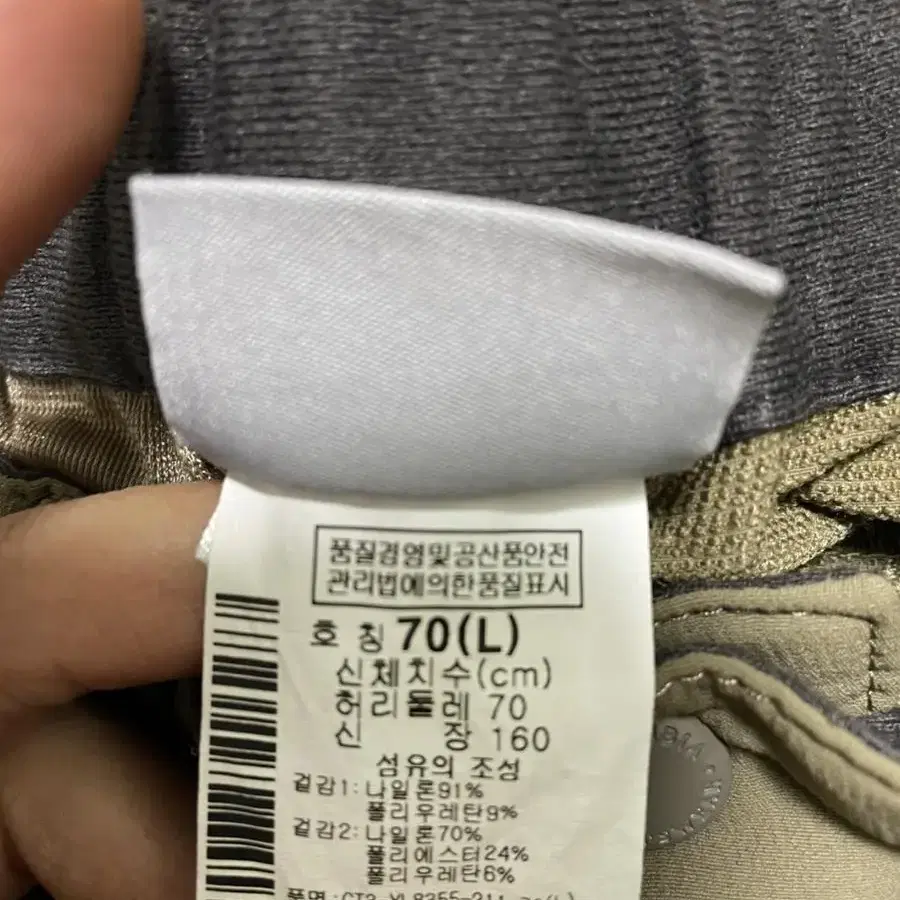 품질경영및공산품안전
관리법에의한품질표시
호 칭 70(L)
신체치수(cm)
허리둘레 70
신 장 160
섬유의 조성
겉감1: 나일론91%
폴리우레탄9%
겉감2: 나일론70%
폴리에스터24%
폴리우레탄6%
품명: